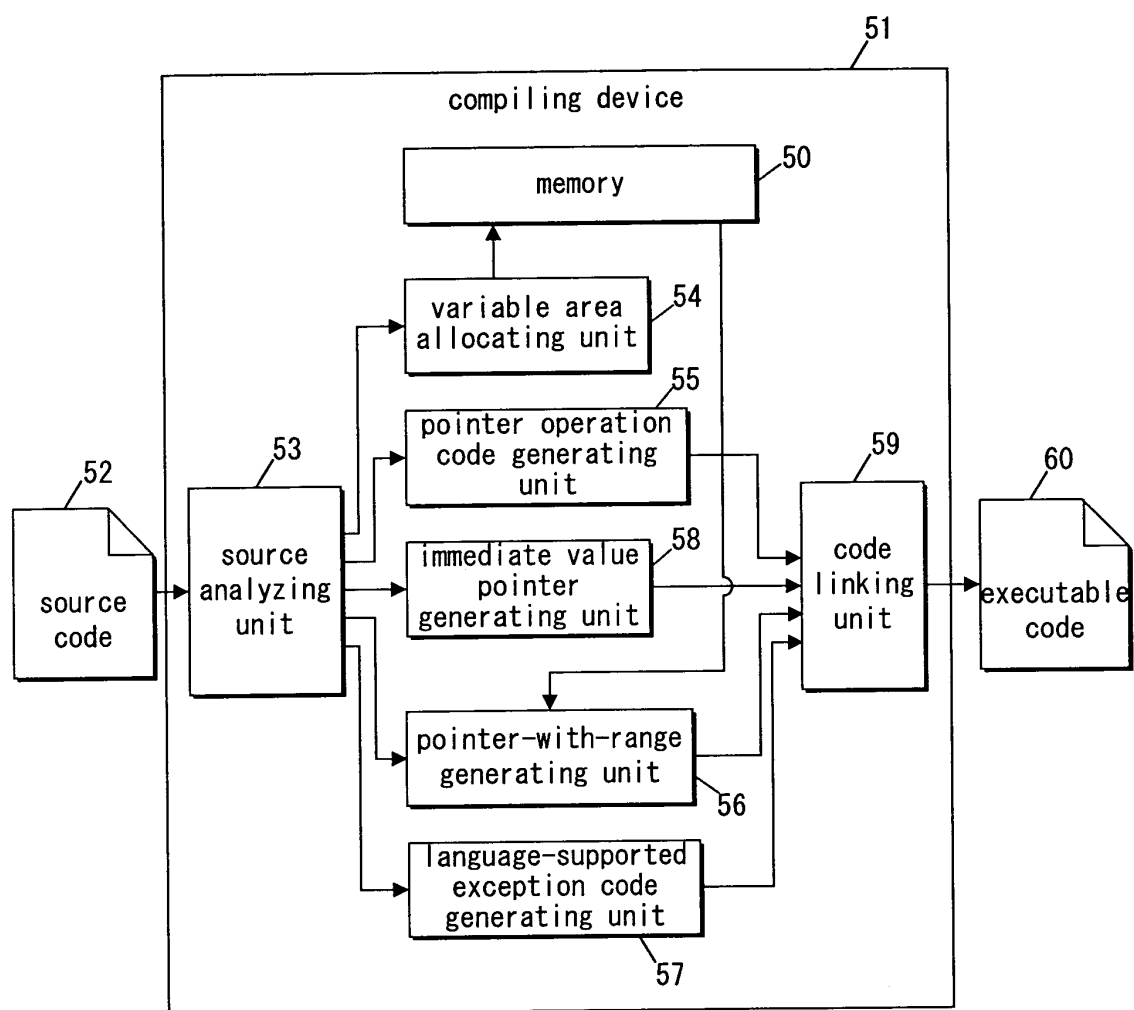 51
compiling device
50
memory
54
variable area
allocating unit
55
pointer operation
code generating
unit
53
source
analyzing
unit
52
source
code
58
immediate value
pointer
generating unit
59
code
linking
unit
60
executable
code
pointer-with-range
generating unit
56
language-supported
exception code
generating unit
57